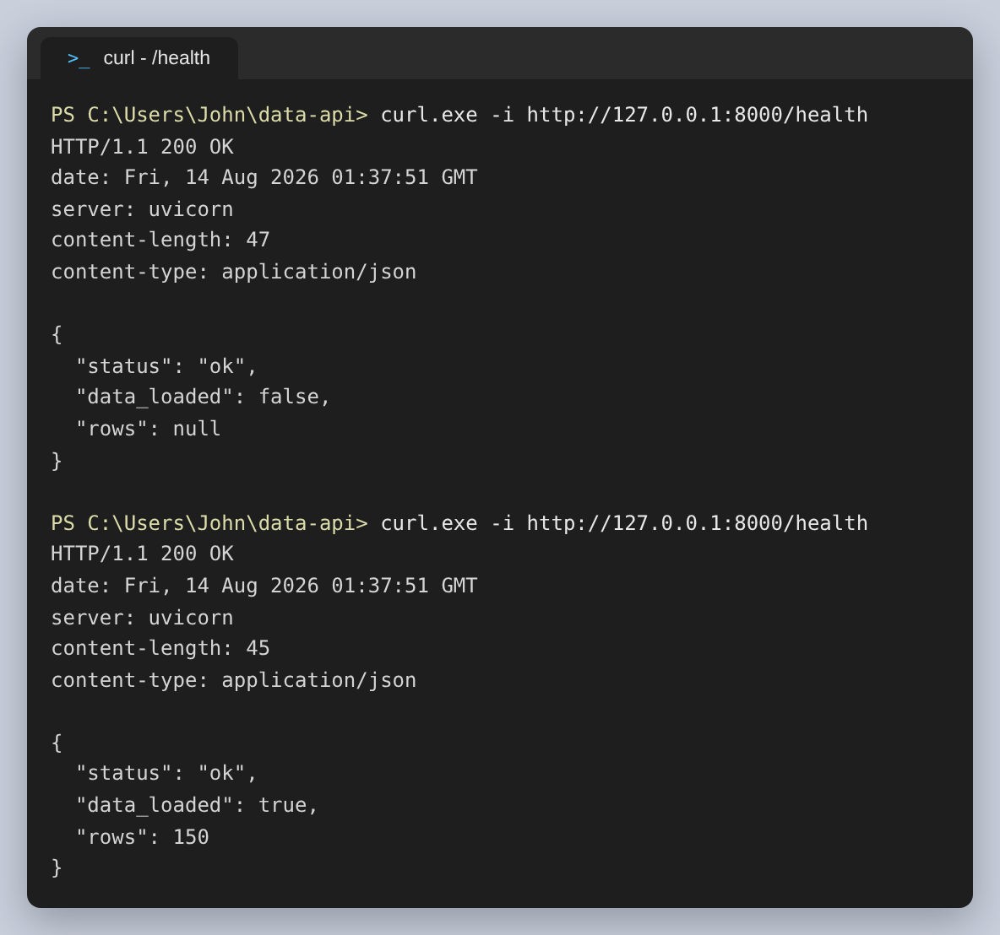 >_ curl - /health
PS C:\Users\John\data-api> curl.exe -i http://127.0.0.1:8000/health
HTTP/1.1 200 OK
date: Fri, 14 Aug 2026 01:37:51 GMT
server: uvicorn
content-length: 47
content-type: application/json

{
  "status": "ok",
  "data_loaded": false,
  "rows": null
}

PS C:\Users\John\data-api> curl.exe -i http://127.0.0.1:8000/health
HTTP/1.1 200 OK
date: Fri, 14 Aug 2026 01:37:51 GMT
server: uvicorn
content-length: 45
content-type: application/json

{
  "status": "ok",
  "data_loaded": true,
  "rows": 150
}